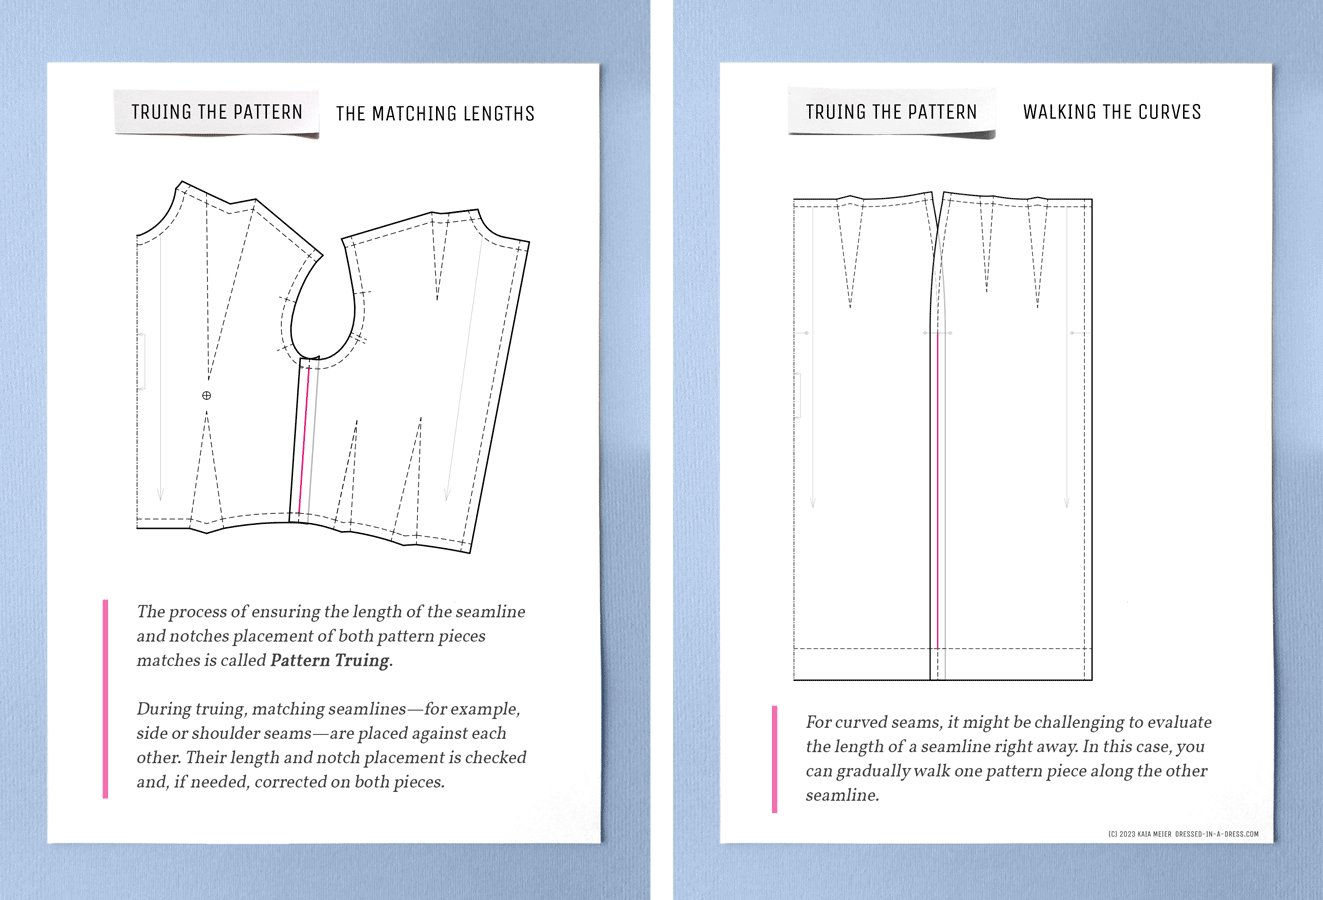 TRUING THE PATTERN THE MATCHING LENGTHS
The process of ensuring the length of the seamline
and notches placement of both pattern pieces
matches is called Pattern Truing.
During truing, matching seamlines—for example,
side or shoulder seams—are placed against each
other. Their length and notch placement is checked
and, if needed, corrected on both pieces.
TRUING THE PATTERN WALKING THE CURVES
For curved seams, it might be challenging to evaluate
the length of a seamline right away. In this case, you
can gradually walk one pattern piece along the other
seamline.
(C) 2023 KAIA MEIER DRESSED-IN-A-DRESS.COM